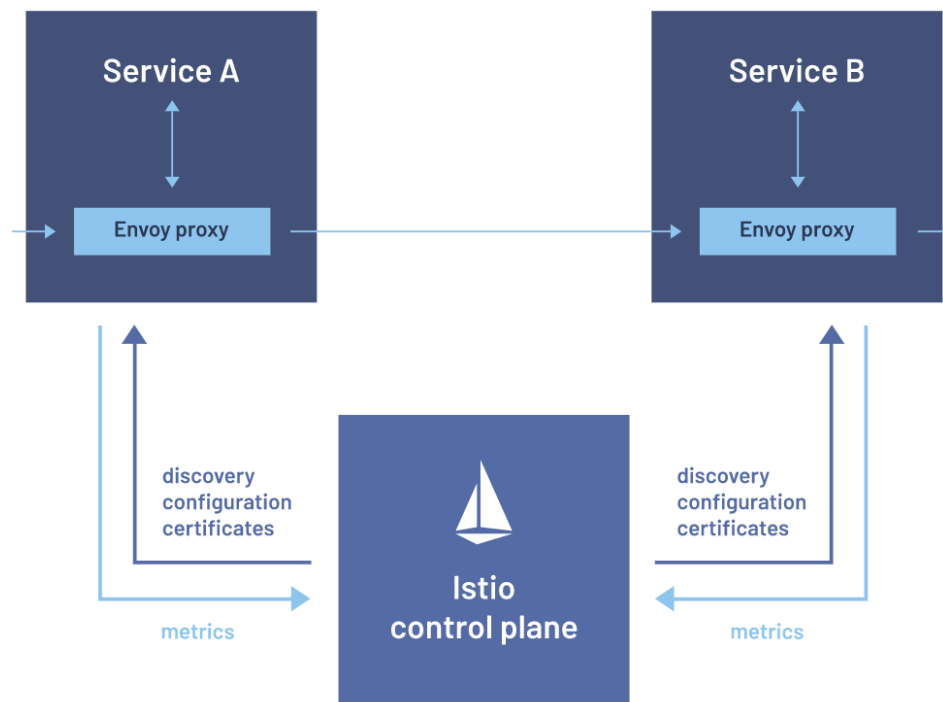 Service A
Service B
Envoy proxy
Envoy proxy
discovery
configuration
certificates
discovery
configuration
certificates
Istio
control plane
metrics
metrics